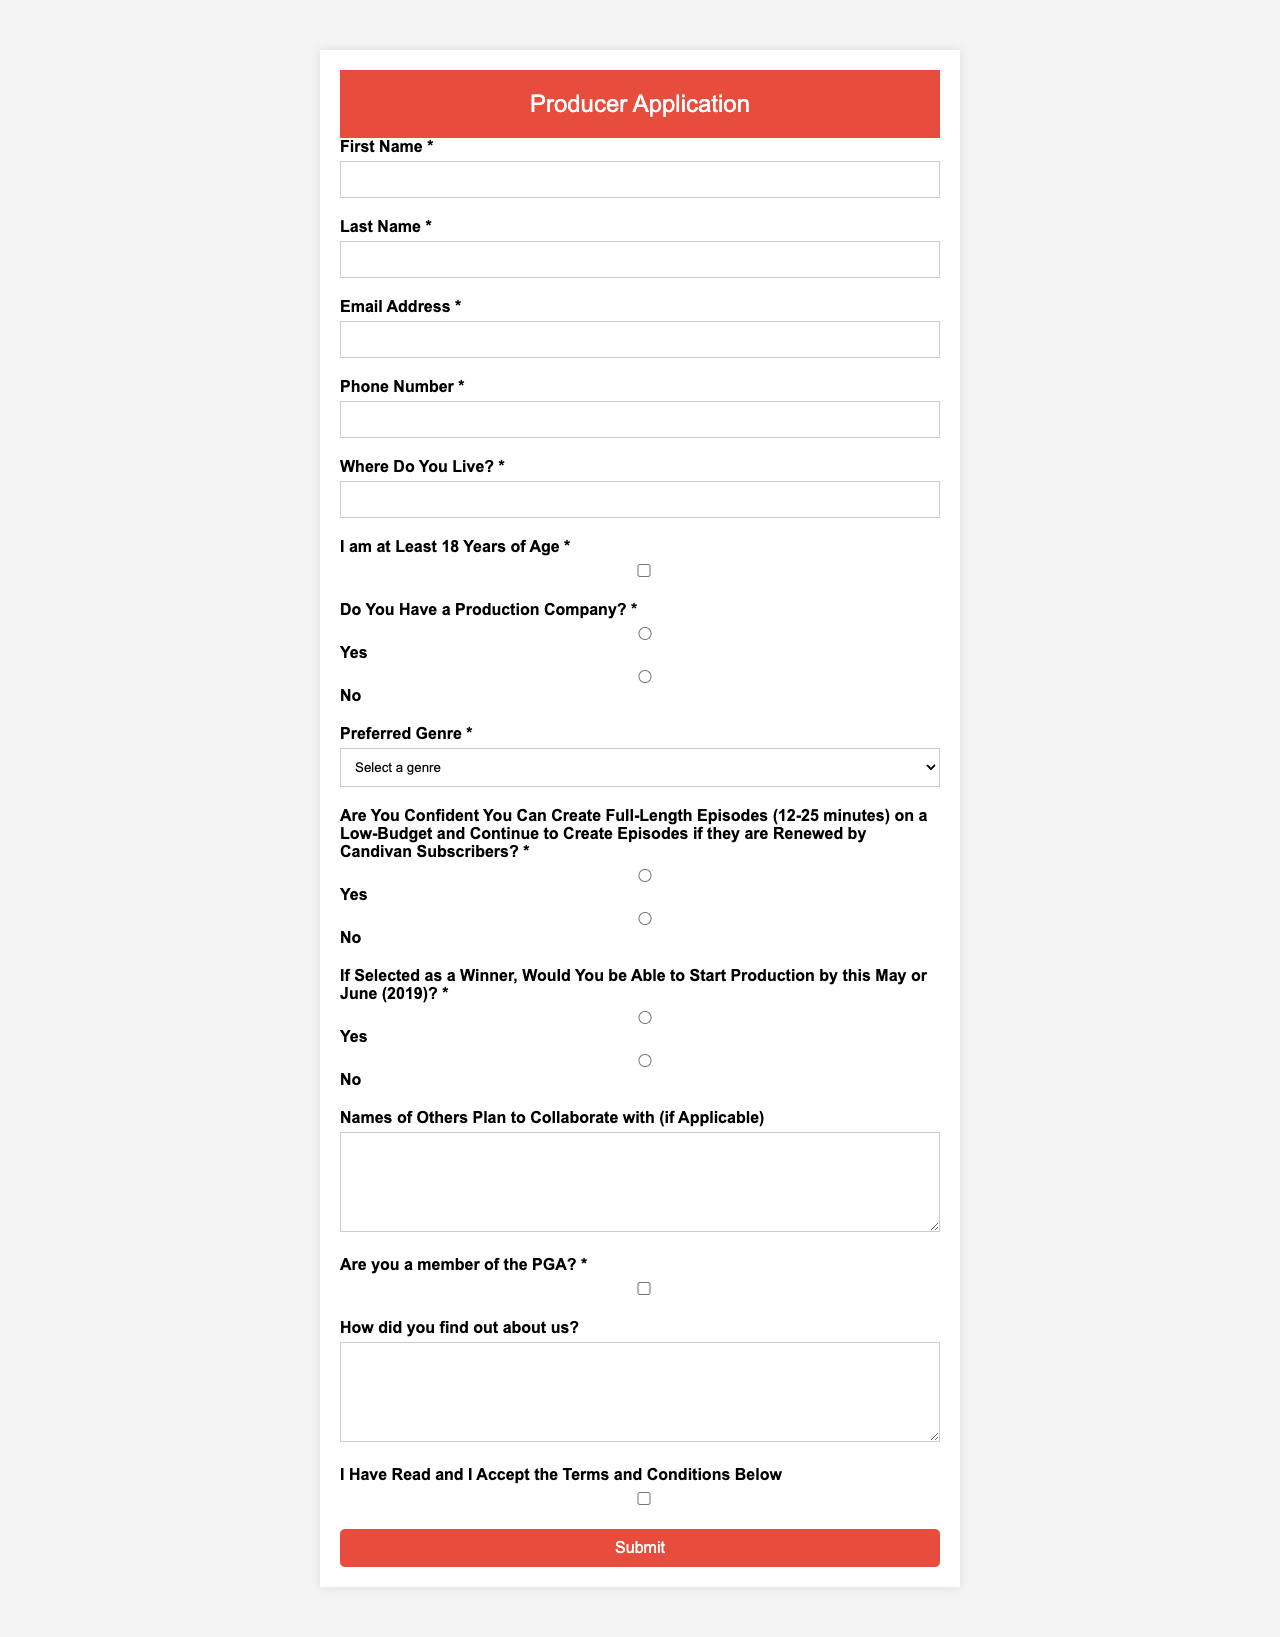 Producer Application
First Name *
Last Name *
Email Address *
Phone Number *
Where Do You Live? *
I am at Least 18 Years of Age *
Do You Have a Production Company? *
Yes
No
Preferred Genre *
Select a genre
Are You Confident You Can Create Full-Length Episodes (12-25 minutes) on a
Low-Budget and Continue to Create Episodes if they are Renewed by
Candivan Subscribers? *
Yes
No
If Selected as a Winner, Would You be Able to Start Production by this May or
June (2019)? *
Yes
No
Names of Others Plan to Collaborate with (if Applicable)
Are you a member of the PGA? *
How did you find out about us?
I Have Read and I Accept the Terms and Conditions Below
Submit